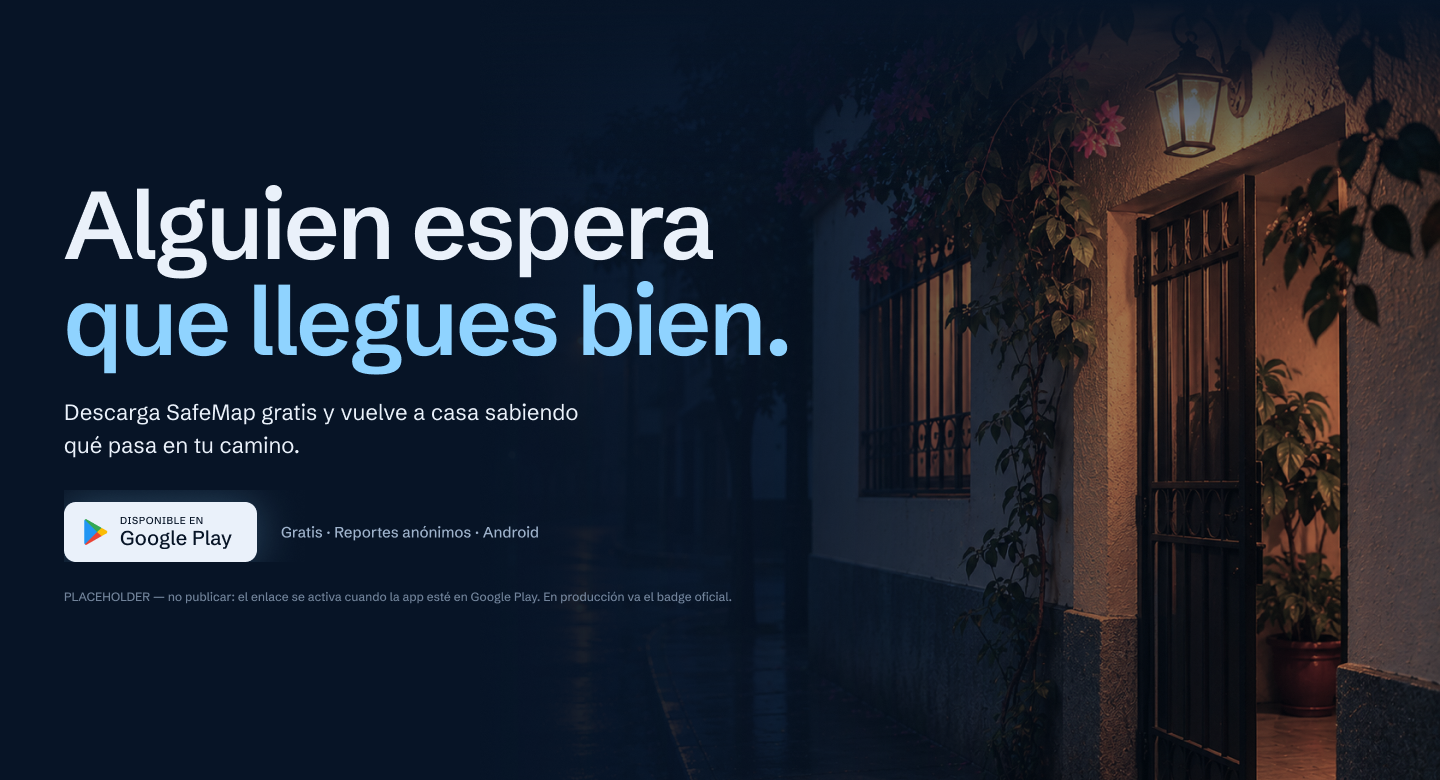 Alguien espera
que llegues bien.
Descarga SafeMap gratis y vuelve a casa sabiendo
qué pasa en tu camino.
DISPONIBLE EN
Google Play
Gratis · Reportes anónimos · Android
PLACEHOLDER — no publicar: el enlace se activa cuando la app esté en Google Play. En producción va el badge oficial.